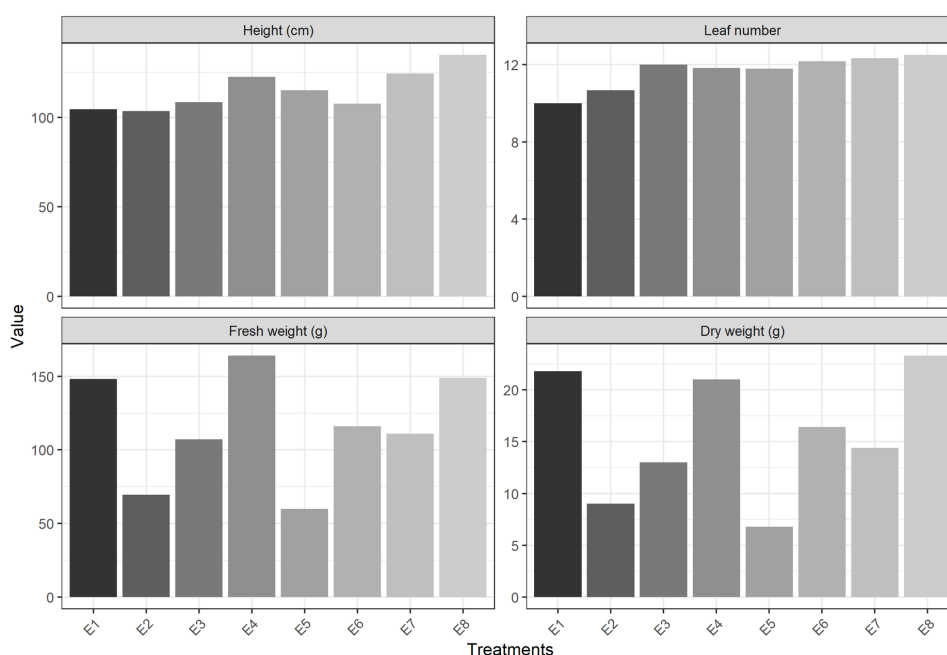 Height (cm)
Leaf number
100
50
0
12
8
4
0
Value
Fresh weight (g)
Dry weight (g)
150
100
50
0
20
15
10
5
0
E1 E2 E3 E4 E5 E6 E7 E8
E1 E2 E3 E4 E5 E6 E7 E8
Treatments